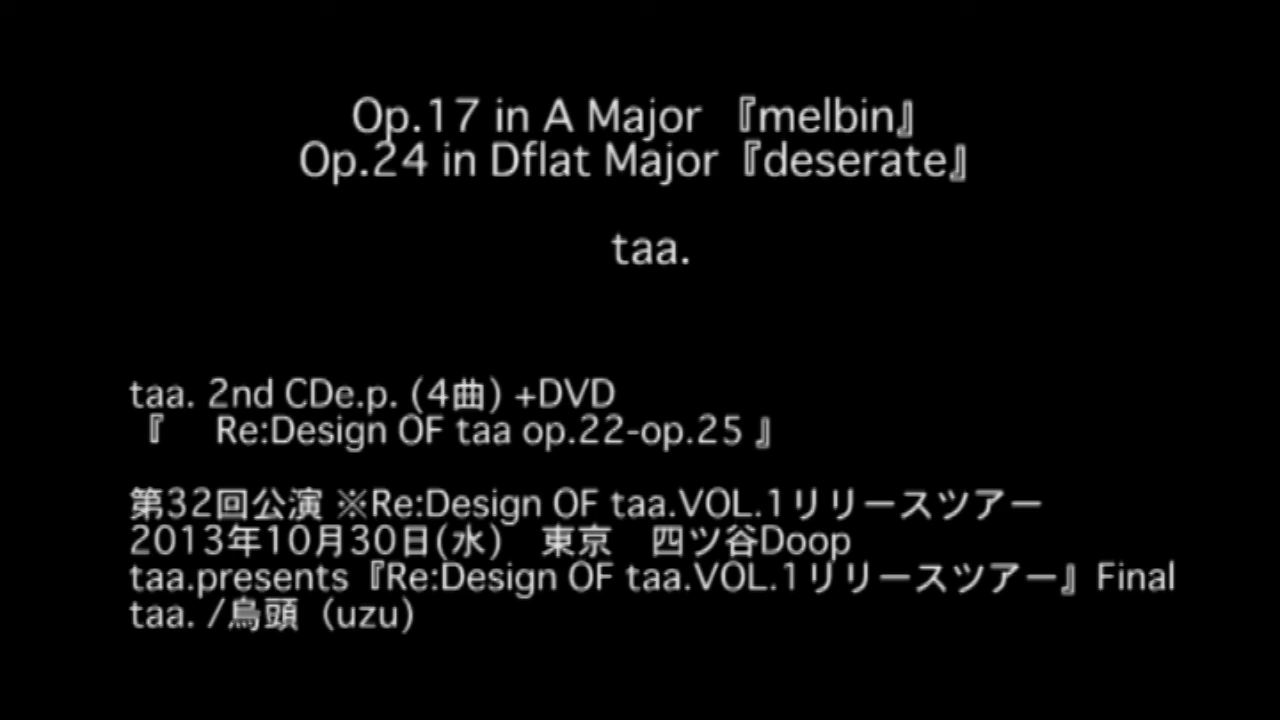 Op.17 in A Major 『melbin』
Op.24 in Dflat Major『deserate』
taa.
taa. 2nd CDe.p. (4曲) +DVD
『　Re:Design OF taa op.22-op.25 』
第32回公演 ※Re:Design OF taa.VOL.1リリースツアー
2013年10月30日(水)　東京　四ツ谷Doop
taa.presents『Re:Design OF taa.VOL.1リリースツアー』Final
taa. /烏頭（uzu）